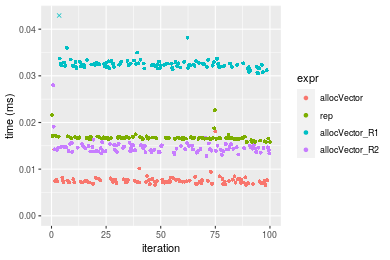 0.04
0.03
0.02
0.01
0.00
time (ms)
0
25
50
75
100
iteration
expr
allocVector
rep
allocVector_R1
allocVector_R2